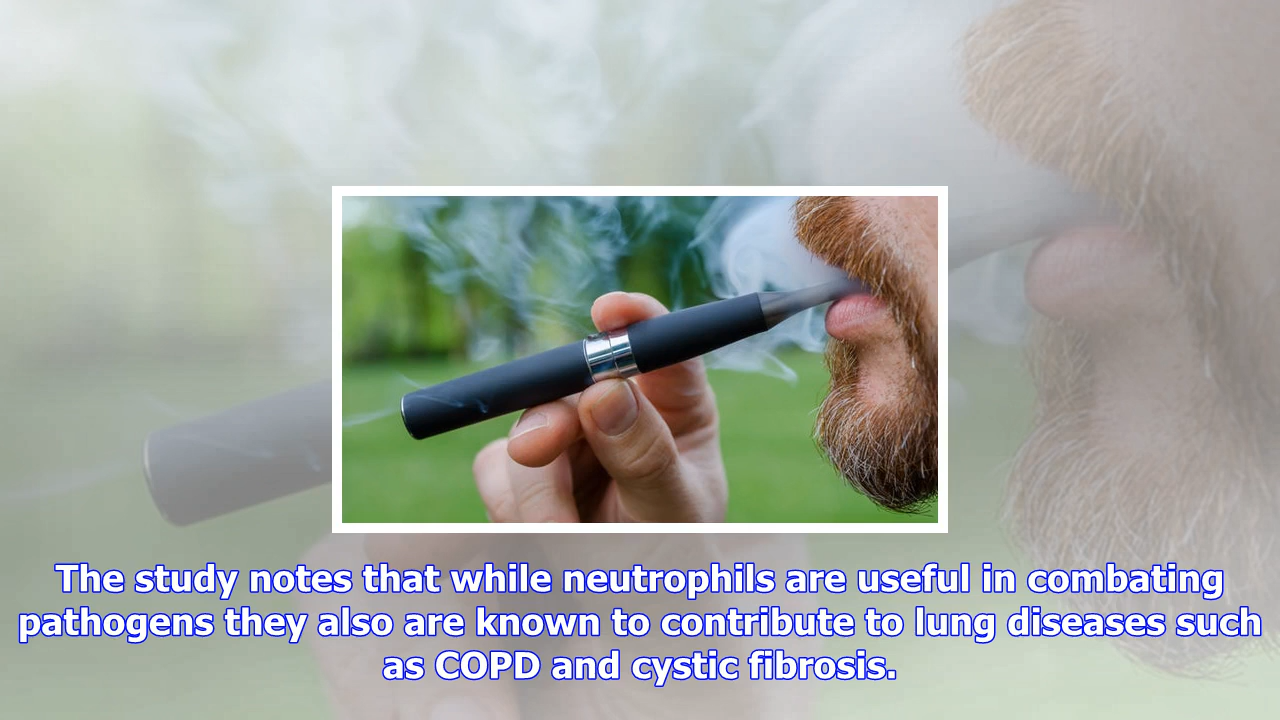 The study notes that while neutrophils are useful in combating
pathogens they also are known to contribute to lung diseases such
as COPD and cystic fibrosis.